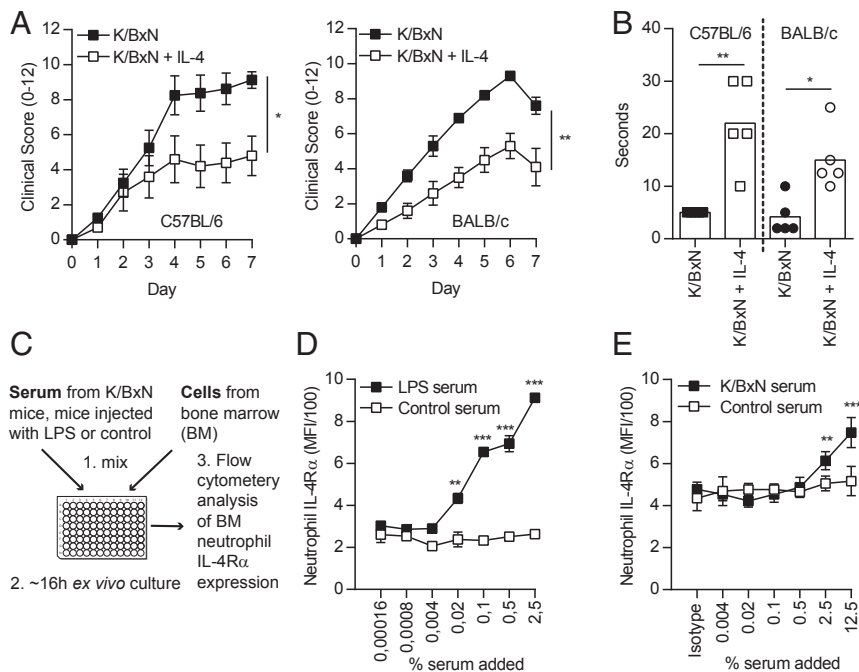 A
K/BxN
K/BxN + IL-4
Clinical Score (0-12)
12
10
8
6
4
2
0
*
C57BL/6
0 1 2 3 4 5 6 7
Day
K/BxN
K/BxN + IL-4
Clinical Score (0-12)
12
10
8
6
4
2
0
**
BALB/c
0 1 2 3 4 5 6 7
Day
B
C57BL/6 BALB/c
Seconds
40
30
20
10
0
**
*
K/BxN
K/BxN + IL-4
K/BxN
K/BxN + IL-4
C
Serum from K/BxN
mice, mice injected
with LPS or control
Cells from
bone marrow
(BM)
1. mix
3. Flow
cytometery
analysis
of BM
neutrophil
IL-4Rα
expression
2. ~16h ex vivo culture
D
LPS serum
Control serum
Neutrophil IL-4Rα (MFI/100)
10
8
6
4
2
0
**
***
***
***
0,00016
0,0008
0,004
0,02
0,1
0,5
2,5
% serum added
E
K/BxN serum
Control serum
Neutrophil IL-4Rα (MFI/100)
10
8
6
4
2
0
**
***
Isotype
0.004
0.02
0.1
0.5
2.5
12.5
% serum added